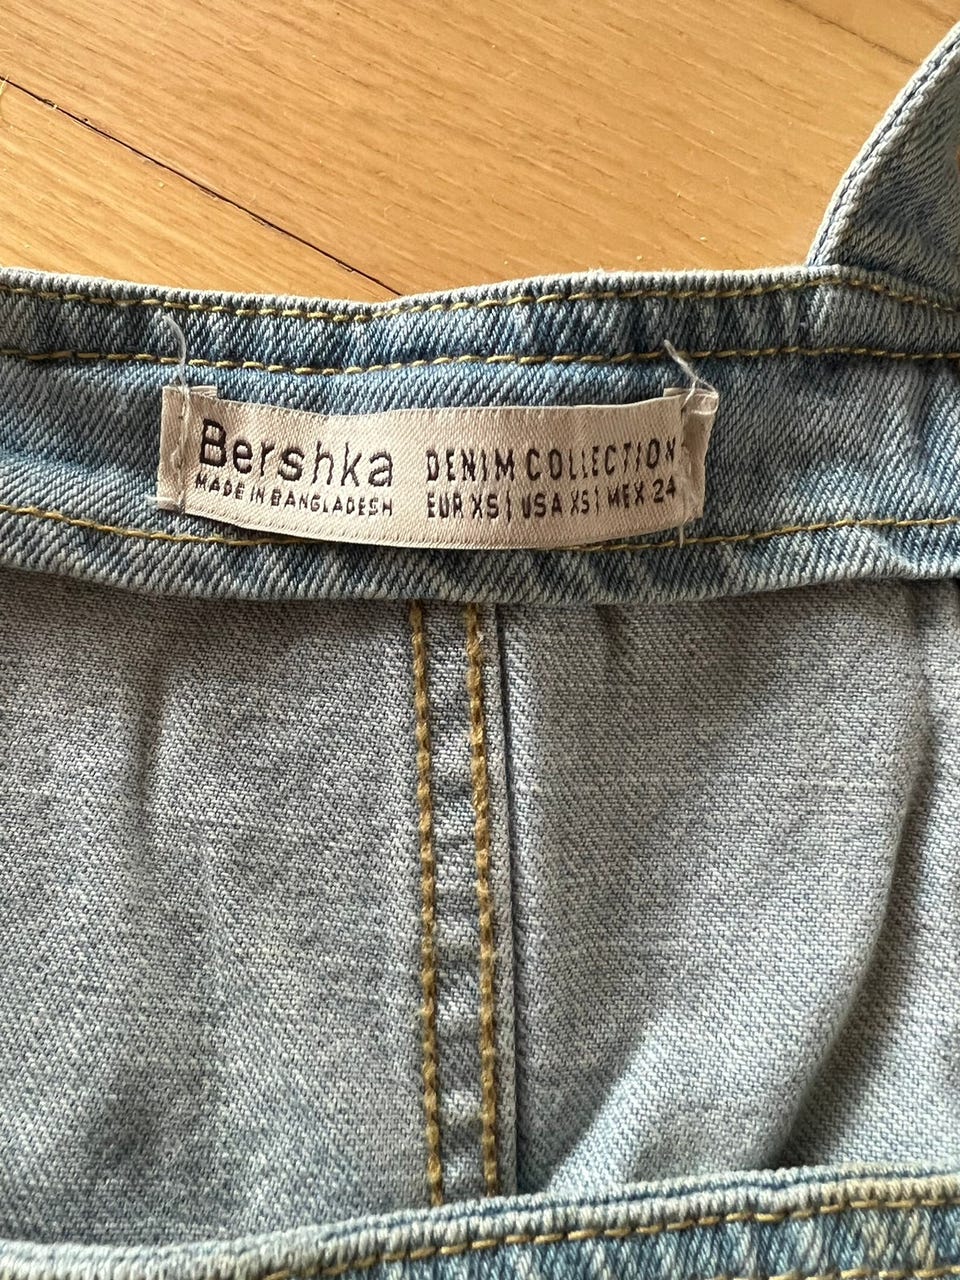 Bershka DENIM COLLECTION
MADE IN BANGLADESH EUR XS | USA XS | MEX 24